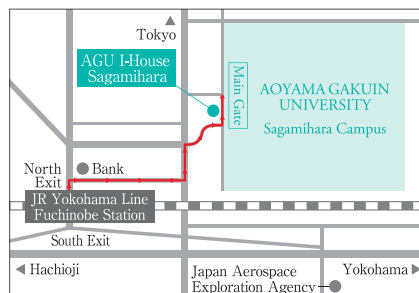 Tokyo
AGU I-House
Sagamihara
Main Gate
AOYAMA GAKUIN
UNIVERSITY
Sagamihara Campus
North
Exit
Bank
JR Yokohama Line
Fuchinobe Station
South Exit
Hachioji
Japan Aerospace
Exploration Agency
Yokohama